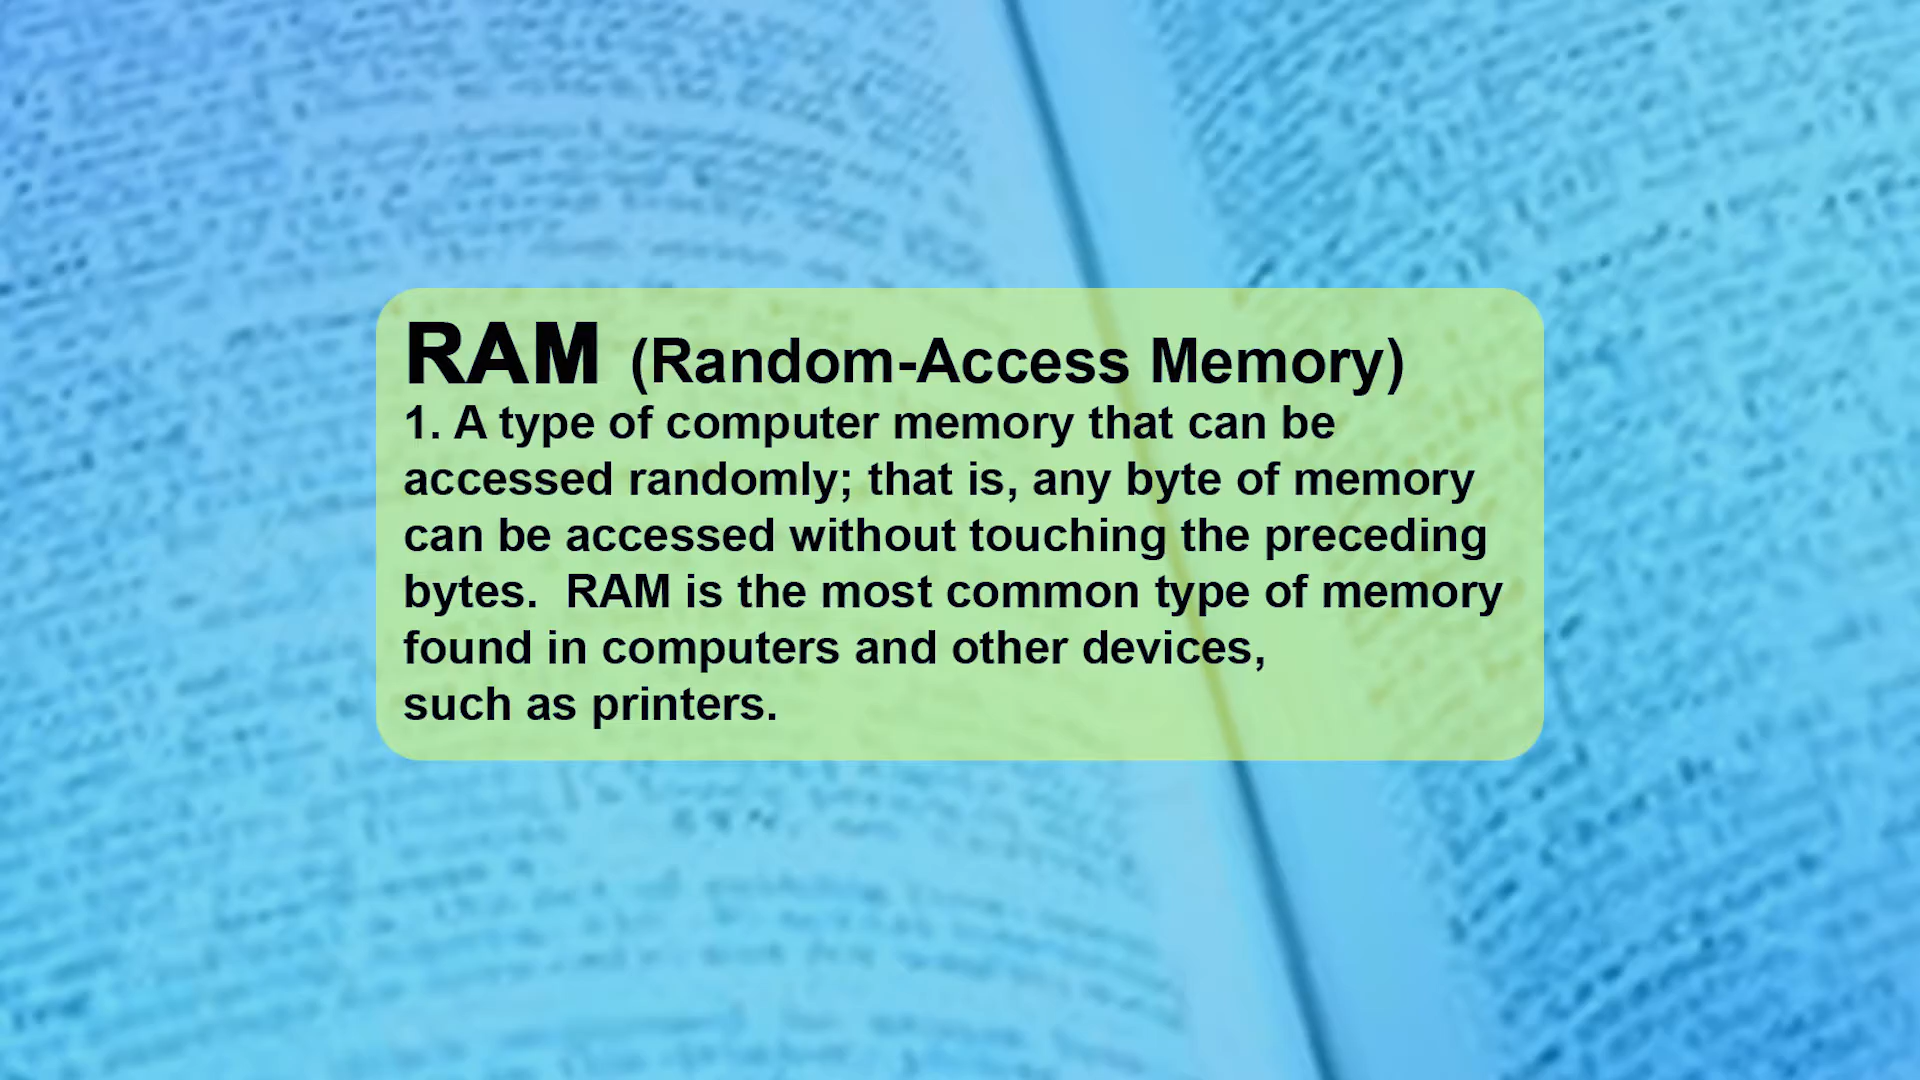 RAM (Random-Access Memory)
1. A type of computer memory that can be
accessed randomly; that is, any byte of memory
can be accessed without touching the preceding
bytes.  RAM is the most common type of memory
found in computers and other devices,
such as printers.